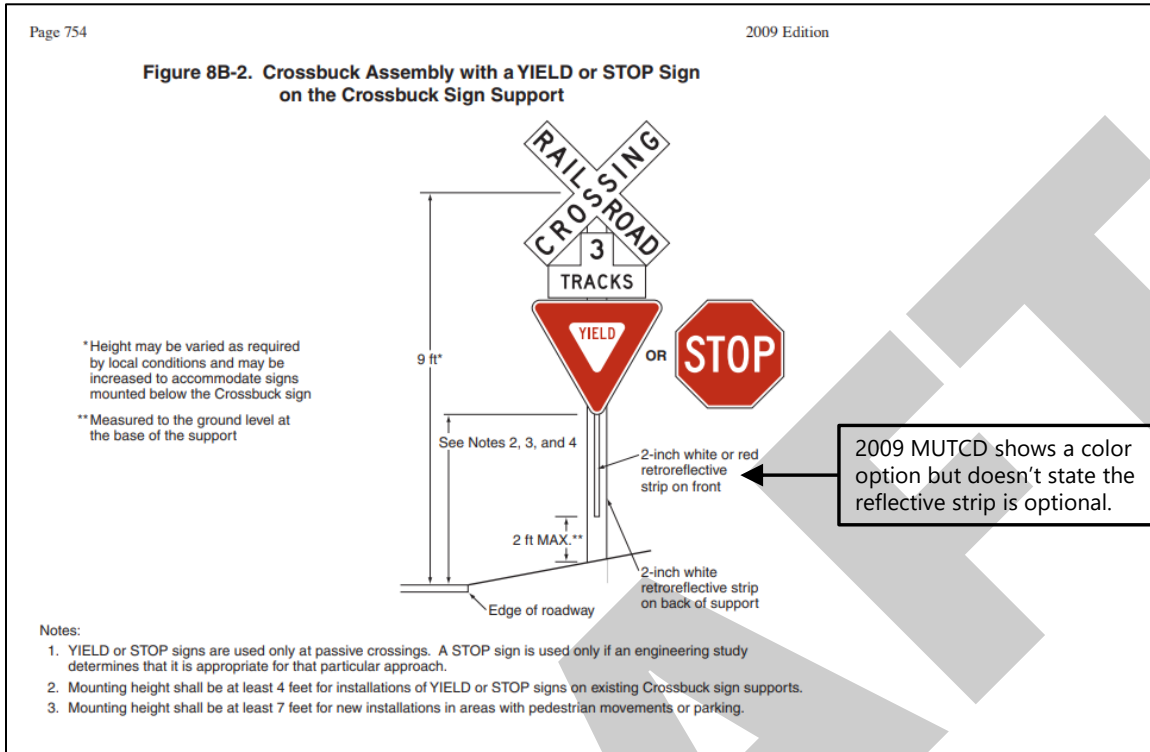 Page 754
2009 Edition
Figure 8B-2. Crossbuck Assembly with a YIELD or STOP Sign
on the Crossbuck Sign Support
RAILROAD
CROSSING
3
TRACKS
YIELD
OR
STOP
*Height may be varied as required
by local conditions and may be
increased to accommodate signs
mounted below the Crossbuck sign
**Measured to the ground level at
the base of the support
9 ft*
See Notes 2, 3, and 4
2-inch white or red
retroreflective
strip on front
2009 MUTCD shows a color
option but doesn't state the
reflective strip is optional.
2 ft MAX.**
2-inch white
retroreflective strip
on back of support
Edge of roadway
Notes:
1. YIELD or STOP signs are used only at passive crossings. A STOP sign is used only if an engineering study
determines that it is appropriate for that particular approach.
2. Mounting height shall be at least 4 feet for installations of YIELD or STOP signs on existing Crossbuck sign supports.
3. Mounting height shall be at least 7 feet for new installations in areas with pedestrian movements or parking.